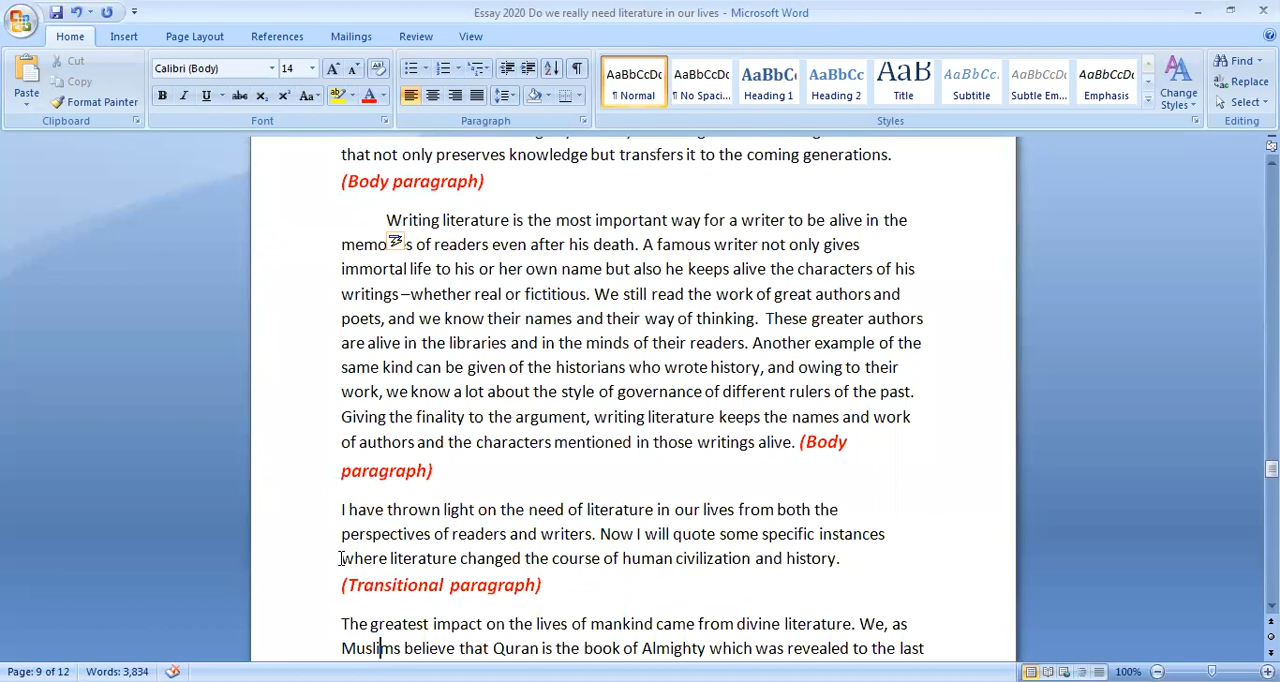 Essay 2020 Do we really need literature in our lives - Microsoft Word
Home Insert Page Layout References Mailings Review View
Paste
Cut
Copy
Format Painter
Clipboard
Calibri (Body) 14
Font
Paragraph
AaBbCcDc AaBbCcDc AaBbC AaBbCc AaB AaBbCc. AaBbCcDc AaBbCcDc
¶ Normal ¶ No Spaci... Heading 1 Heading 2 Title Subtitle Subtle Em... Emphasis
Styles
Change Styles
Find
Replace
Select
Editing
that not only preserves knowledge but transfers it to the coming generations.
(Body paragraph)
Writing literature is the most important way for a writer to be alive in the
of readers even after his death. A famous writer not only gives
immortal life to his or her own name but also he keeps alive the characters of his
writings –whether real or fictitious. We still read the work of great authors and
poets, and we know their names and their way of thinking.  These greater authors
are alive in the libraries and in the minds of their readers. Another example of the
same kind can be given of the historians who wrote history, and owing to their
work, we know a lot about the style of governance of different rulers of the past.
Giving the finality to the argument, writing literature keeps the names and work
of authors and the characters mentioned in those writings alive. (Body
paragraph)
I have thrown light on the need of literature in our lives from both the
perspectives of readers and writers. Now I will quote some specific instances
where literature changed the course of human civilization and history.
(Transitional paragraph)
The greatest impact on the lives of mankind came from divine literature. We, as
Muslims believe that Quran is the book of Almighty which was revealed to the last
Page: 9 of 12 Words: 3,834 100%